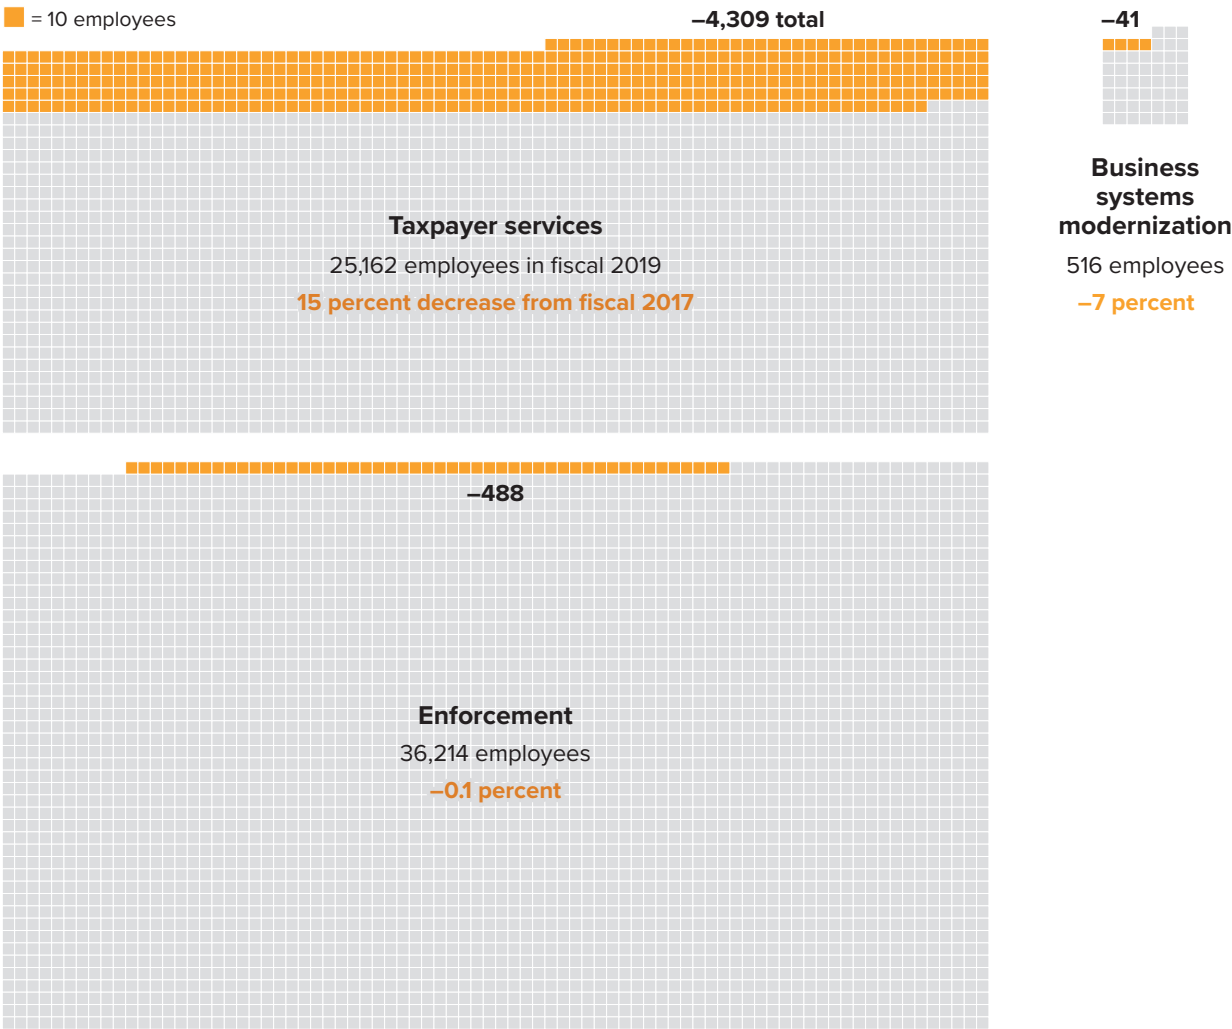 = 10 employees
–4,309 total
–41
Taxpayer services
25,162 employees in fiscal 2019
15 percent decrease from fiscal 2017
Business
systems
modernization
516 employees
–7 percent
–488
Enforcement
36,214 employees
–0.1 percent